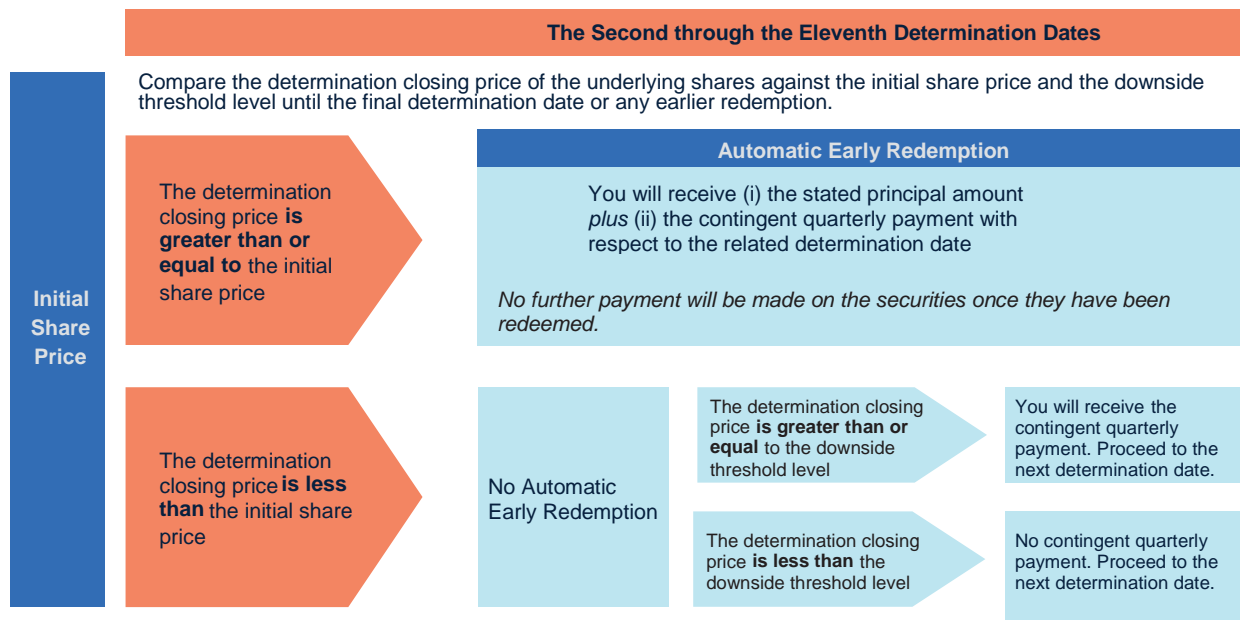 The Second through the Eleventh Determination Dates
Compare the determination closing price of the underlying shares against the initial share price and the downside
threshold level until the final determination date or any earlier redemption.
Initial
Share
Price
The determination
closing price is
greater than or
equal to the initial
share price
Automatic Early Redemption
You will receive (i) the stated principal amount
plus (ii) the contingent quarterly payment with
respect to the related determination date
No further payment will be made on the securities once they have been
redeemed.
The determination
closing price is less
than the initial share
price
No Automatic
Early Redemption
The determination closing
price is greater than or
equal to the downside
threshold level
You will receive the
contingent quarterly
payment. Proceed to the
next determination date.
The determination closing
price is less than the
downside threshold level
No contingent quarterly
payment. Proceed to the
next determination date.